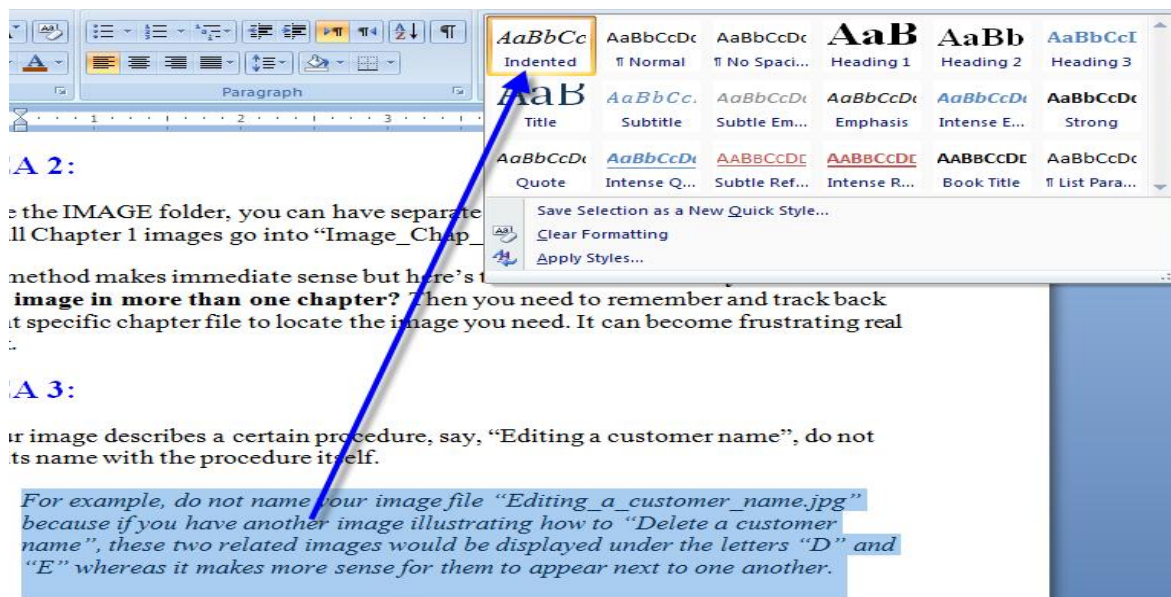 Paragraph
1 2 3
AaBbCc AaBbCcDc AaBbCcDc AaB AaBb AaBbCcI
Indented ¶ Normal ¶ No Spaci... Heading 1 Heading 2 Heading 3
AaB AaBbCc. AaBbCcDc AaBbCcDc AaBbCcDc AaBbCcDc
Title Subtitle Subtle Em... Emphasis Intense E... Strong
AaBbCcDc AaBbCcDc AABBCCDE AABBCCDE AABBCCDE AaBbCcDc
Quote Intense Q... Subtle Ref... Intense R... Book Title ¶ List Para...
Save Selection as a New Quick Style...
Clear Formatting
Apply Styles...
A 2:
the IMAGE folder, you can have separate
ll Chapter 1 images go into “Image_Chap_
method makes immediate sense but here’s
image in more than one chapter? Then you need to remember and track back
specific chapter file to locate the image you need. It can become frustrating real
A 3:
image describes a certain procedure, say, “Editing a customer name”, do not
its name with the procedure itself.
For example, do not name your image file “Editing_a_customer_name.jpg”
because if you have another image illustrating how to “Delete a customer
name”, these two related images would be displayed under the letters “D” and
“E” whereas it makes more sense for them to appear next to one another.